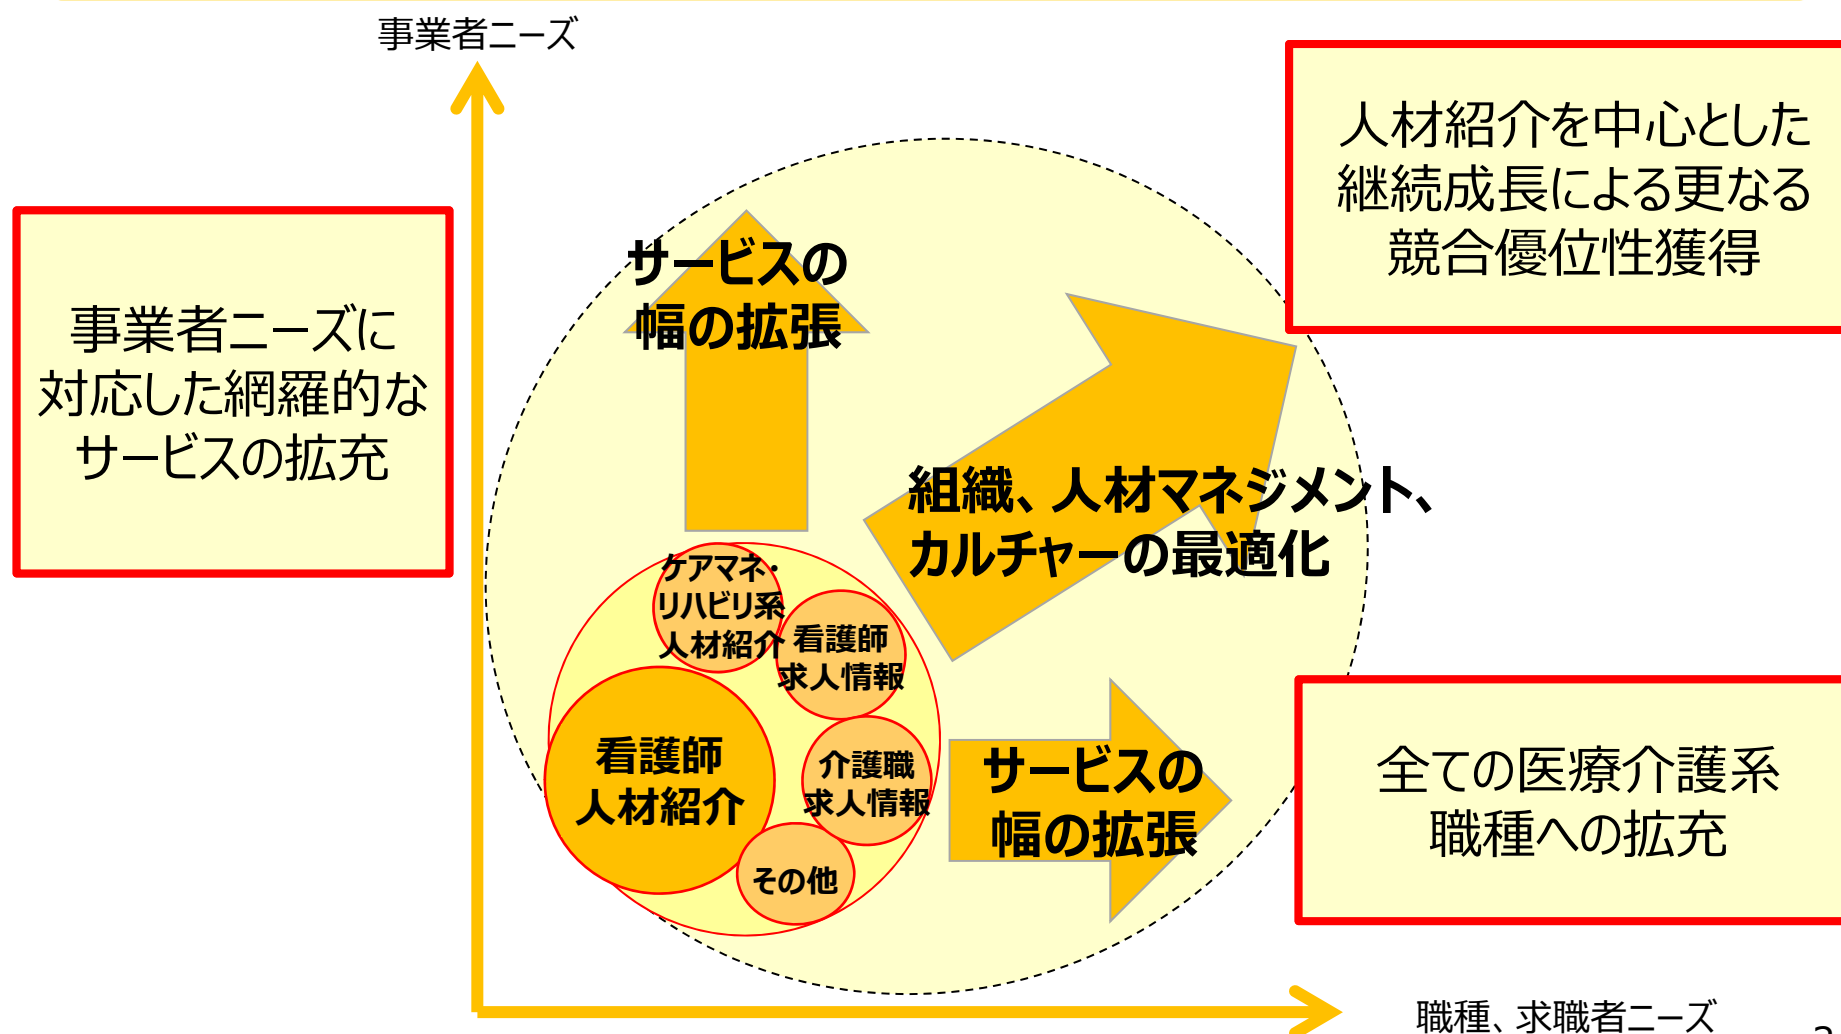 事業者ニーズ
人材紹介を中心とした
継続成長による更なる
競合優位性獲得
事業者ニーズに
対応した網羅的な
サービスの拡充
サービスの
幅の拡張
組織、人材マネジメント、
カルチャーの最適化
ケアマネ・
リハビリ系
人材紹介
看護師
求人情報
看護師
人材紹介
介護職
求人情報
その他
サービスの
幅の拡張
全ての医療介護系
職種への拡充
職種、求職者ニーズ